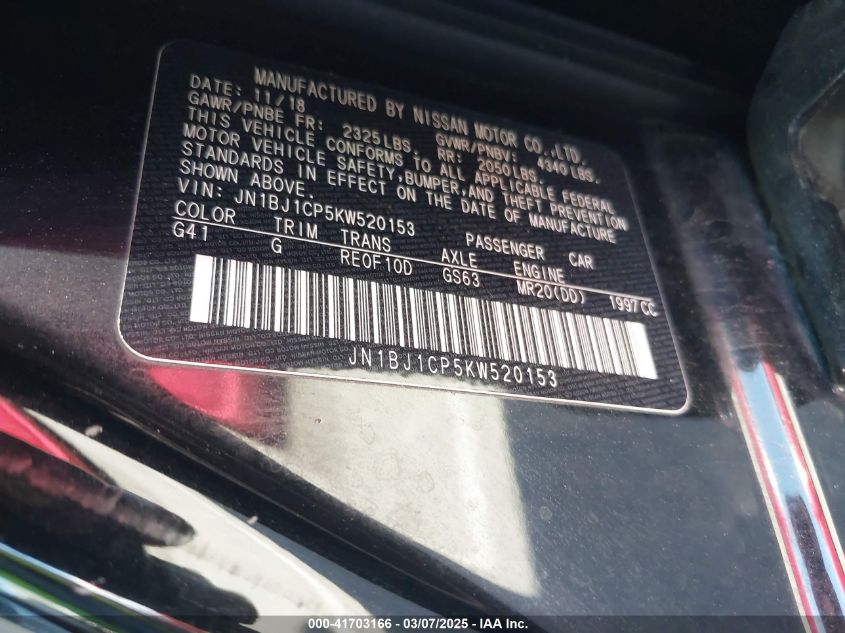 MANUFACTURED BY NISSAN MOTOR CO.,LTD.
DATE: 11/18 GVWR/PNBV: 4340LBS.
GAWR/PNBE FR: 2325LBS. RR: 2050LBS.
THIS VEHICLE CONFORMS TO ALL APPLICABLE FEDERAL
MOTOR VEHICLE SAFETY,BUMPER,AND THEFT PREVENTION
STANDARDS IN EFFECT ON THE DATE OF MANUFACTURE
SHOWN ABOVE.
VIN: JN1BJ1CP5KW520153 PASSENGER CAR
COLOR TRIM TRANS AXLE ENGINE
G41 G REOF10D GS63 MR20(DD) 1997CC
JN1BJ1CP5KW520153
000-41703166 - 03/07/2025 - IAA Inc.